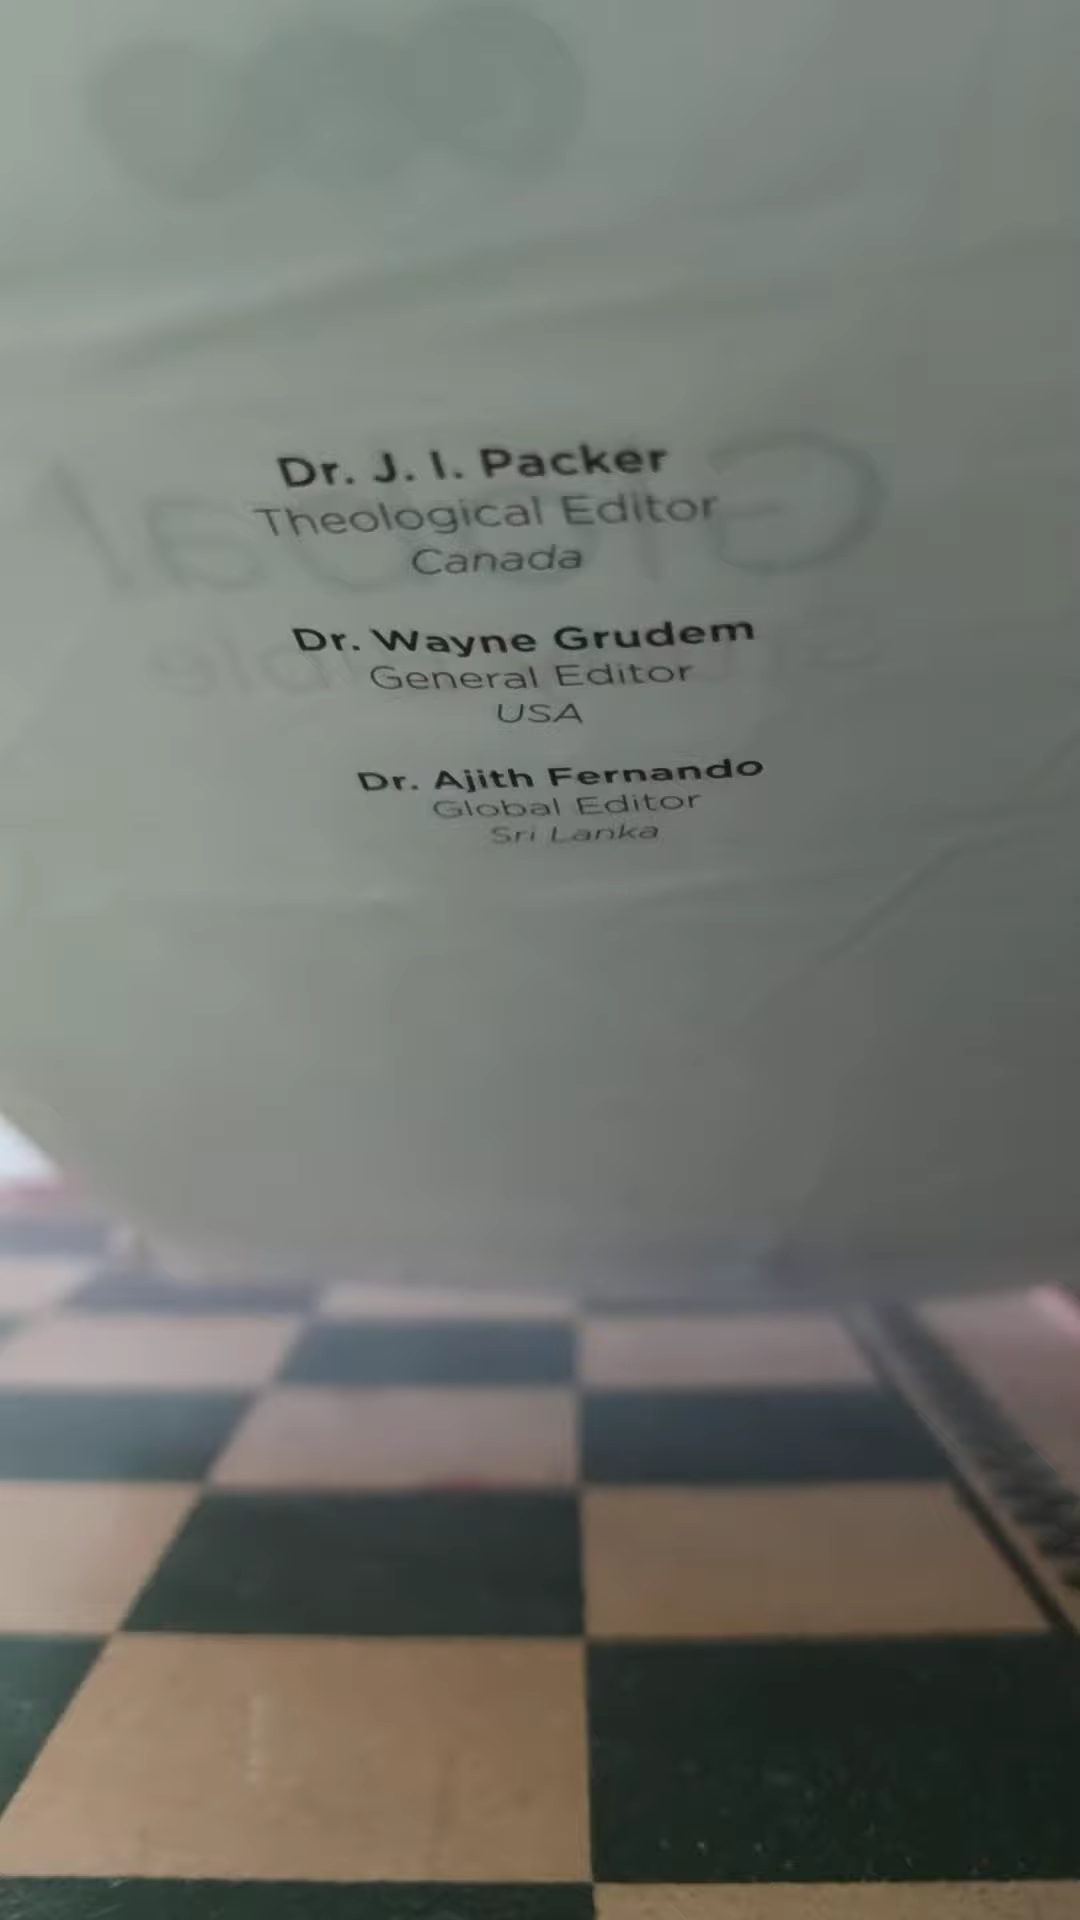 Dr. J. I. Packer
Theological Editor
Canada
Dr. Wayne Grudem
General Editor
USA
Dr. Ajith Fernando
Global Editor
Sri Lanka